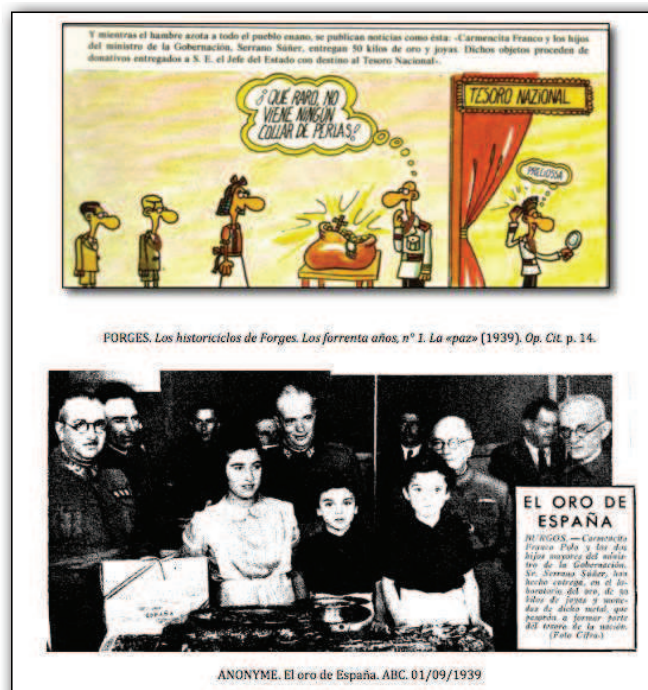 Y mientras el hambre azota a todo el pueblo enano, se publican noticias como ésta: «Carmencita Franco y los hijos
del ministro de la Gobernación, Serrano Súñer, entregan 50 kilos de oro y joyas. Dichos objetos proceden de
donativos entregados a S. E. el Jefe del Estado con destino al Tesoro Nacional».
¿QUÉ RARO, NO
VIENE NINGÚN
COLLAR DE PERLAS?
TESORO NAZIONAL
PRECIOSSA
FORGES. Los historiciclos de Forges. Los forrenta años, nº 1. La «paz» (1939). Op. Cit. p. 14.
EL ORO DE
ESPAÑA
BURGOS.—Carmencita
Franco Polo y los dos
hijos mayores del minis-
tro de la Gobernación,
Sr. Serrano Súñer, han
hecho entrega, en el la-
boratorio del oro, de 50
kilos de joyas y mone-
das de dicho metal, que
pasarán a formar parte
del tesoro de la nación.
(Foto Cifra.)
ESPAÑA
ANONYME. El oro de España. ABC. 01/09/1939